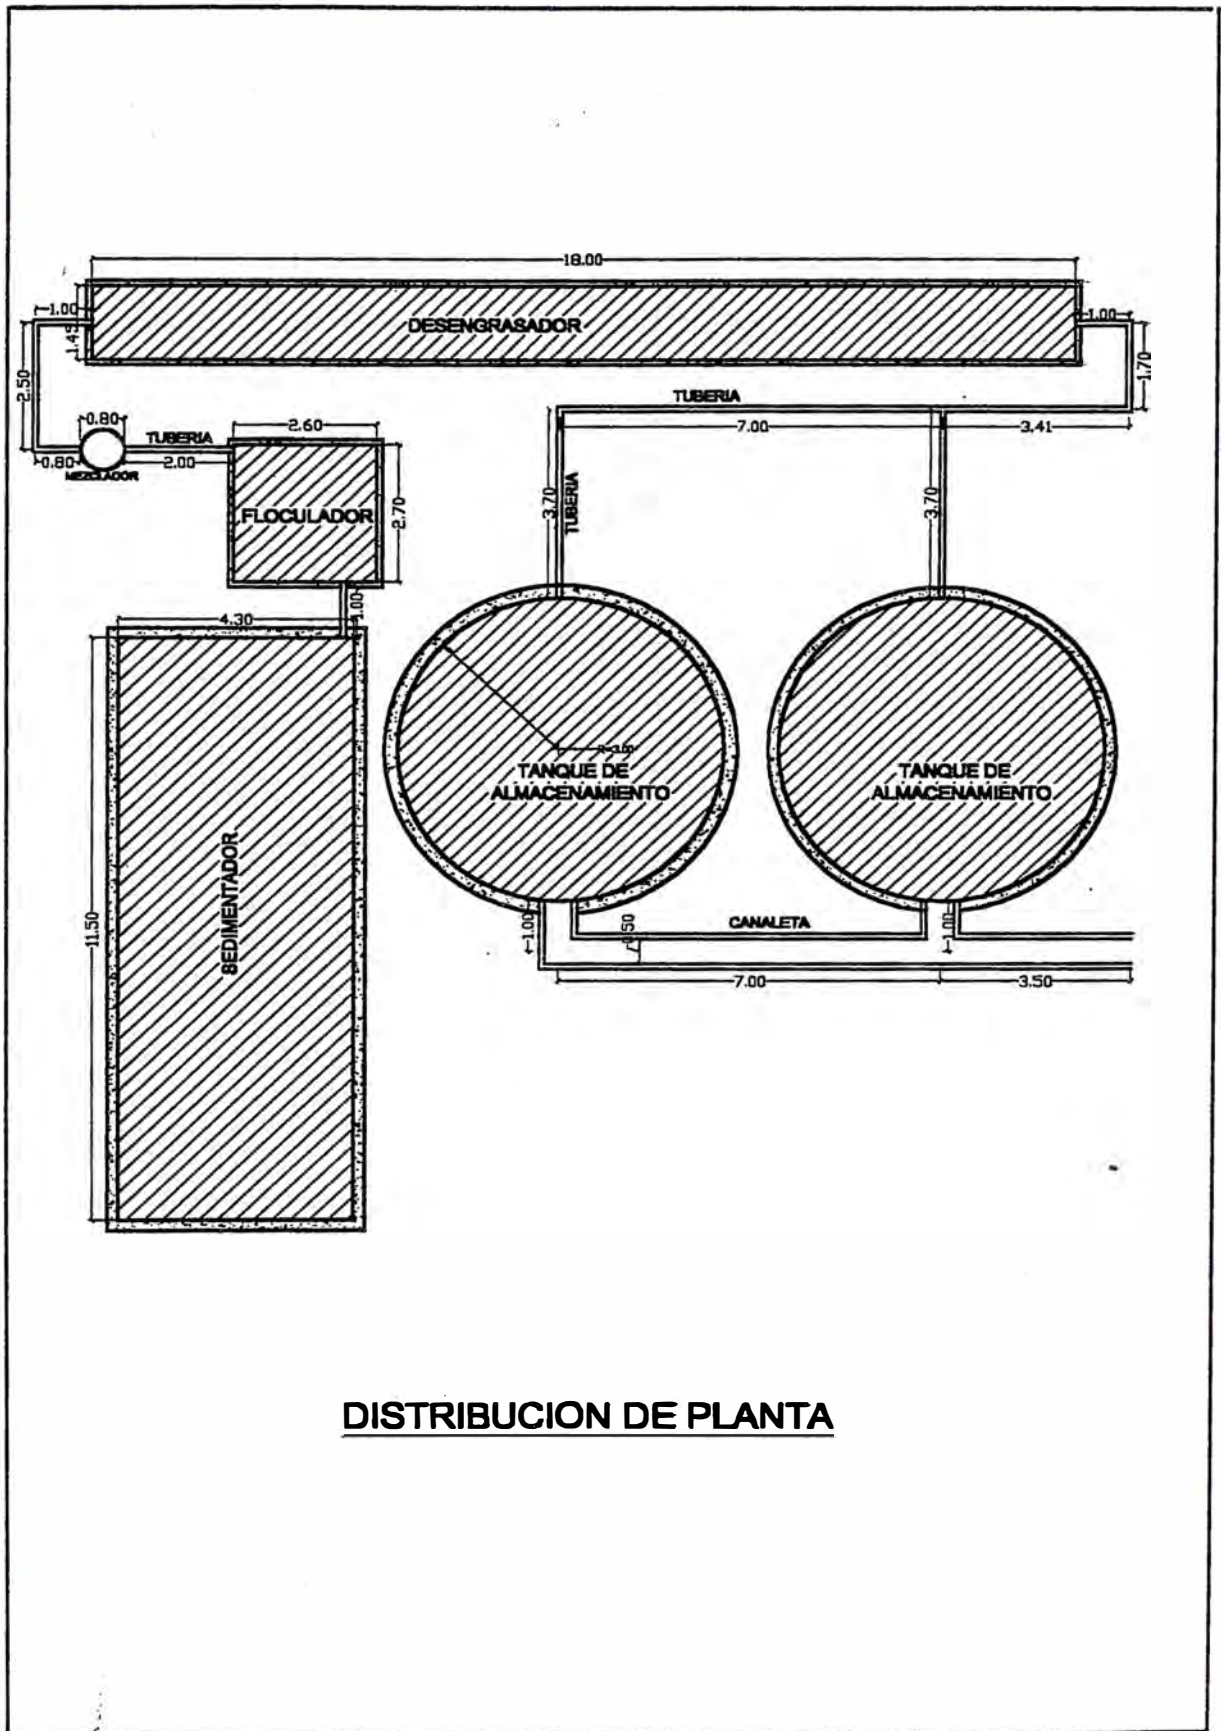 18.00
1.00
DESENGRASADOR
1.00
1.45
2.50
1.70
TUBERIA
0.80
TUBERIA
2.60
7.00
3.41
0.80
2.00
MEZCLADOR
FLOCULADOR
2.70
3.70
TUBERIA
3.70
1.00
4.30
TANQUE DE
ALMACENAMIENTO
TANQUE DE
ALMACENAMIENTO
SEDIMENTADOR
11.50
1.00
0.50
CANALETA
1.00
7.00
3.50
DISTRIBUCION DE PLANTA